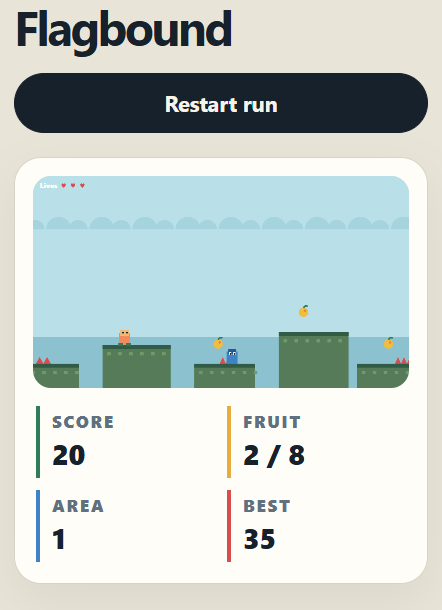 Flagbound
Restart run
Lives
SCORE
20
FRUIT
2 / 8
AREA
1
BEST
35